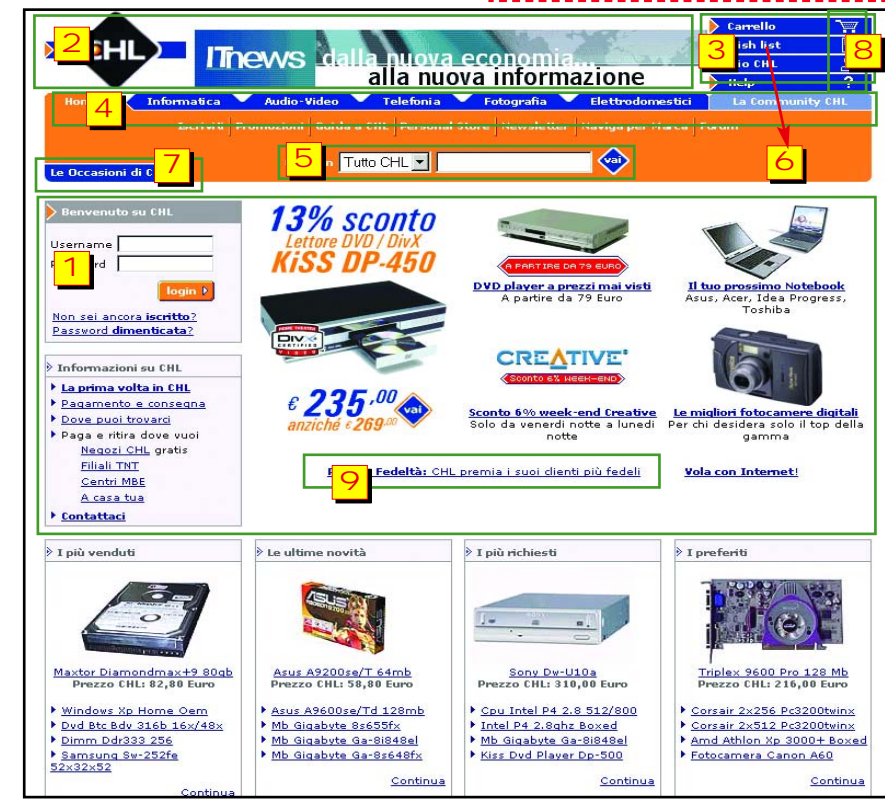 2
CHL
ITnews dalla nuova economia...
alla nuova informazione
3
Carrello
list
CHL
Help
8
?
4
Informatica
Audio-Video
Telefonia
Fotografia
Elettrodomestici
La Community CHL
Iscriviti | Promozioni | Guida a CHL | Personal Store | Newsletter | Naviga per Marca | Forum
7
Le Occasioni di
5
Tutto CHL
vai
6
Benvenuto su CHL
Username
1
login
Non sei ancora iscritto?
Password dimenticata?
13% sconto
Lettore DVD / DivX
KiSS DP-450
HOME THEATER
DivX
CERTIFIED
VIDEO
€ 235,00
anziché € 269,00
vai
A PARTIRE DA 79 EURO
DVD player a prezzi mai visti
A partire da 79 Euro
Il tuo prossimo Notebook
Asus, Acer, Idea Progress,
Toshiba
CREATIVE
Sconto 6% WEEK-END
Sconto 6% week-end Creative
Solo da venerdi notte a lunedi
notte
Le migliori fotocamere digitali
Per chi desidera solo il top della
gamma
9
Fedeltà: CHL premia i suoi clienti più fedeli
Vola con Internet!
Informazioni su CHL
La prima volta in CHL
Pagamento e consegna
Dove puoi trovarci
Paga e ritira dove vuoi
Negozi CHL gratis
Filiali TNT
Centri MBE
A casa tua
Contattaci
I più venduti
Maxtor Diamondmax+9 80gb
Prezzo CHL: 82,80 Euro
Windows Xp Home Oem
Dvd Btc Bdv 316b 16x/48x
Dimm Ddr333 256
Samsung Sw-252fe
52x32x52
Continua
Le ultime novità
ASUS
Asus A9200se/T 64mb
Prezzo CHL: 58,80 Euro
Asus A9600se/Td 128mb
Mb Gigabyte 8s655fx
Mb Gigabyte Ga-8i848el
Mb Gigabyte Ga-8s648fx
Continua
I più richiesti
Sony Dw-U10a
Prezzo CHL: 310,00 Euro
Cpu Intel P4 2.8 512/800
Intel P4 2.8ghz Boxed
Mb Gigabyte Ga-8i848el
Kiss Dvd Player Dp-500
Continua
I preferiti
Triplex 9600 Pro 128 Mb
Prezzo CHL: 216,00 Euro
Corsair 2x256 Pc3200twinx
Corsair 2x512 Pc3200twinx
Amd Athlon Xp 3000+ Boxed
Fotocamera Canon A60
Continua